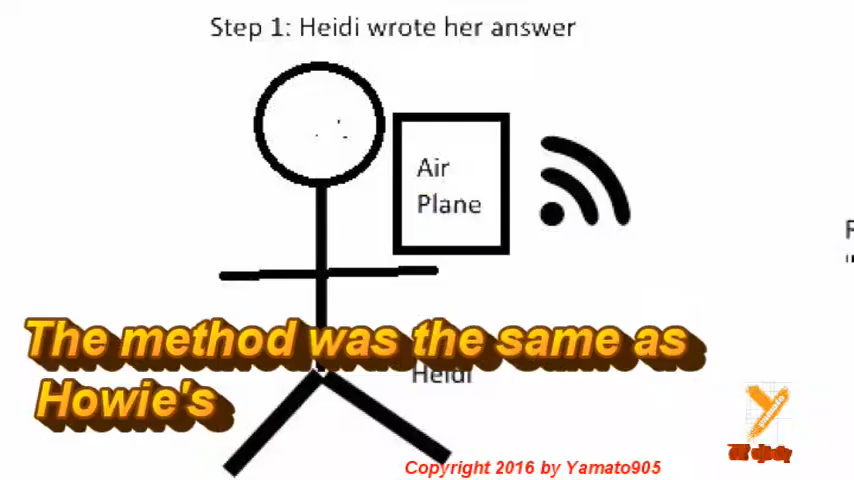 Step 1: Heidi wrote her answer
Air
Plane
The method was the same as
Howie's
Heidi
Copyright 2016 by Yamato905
yamato